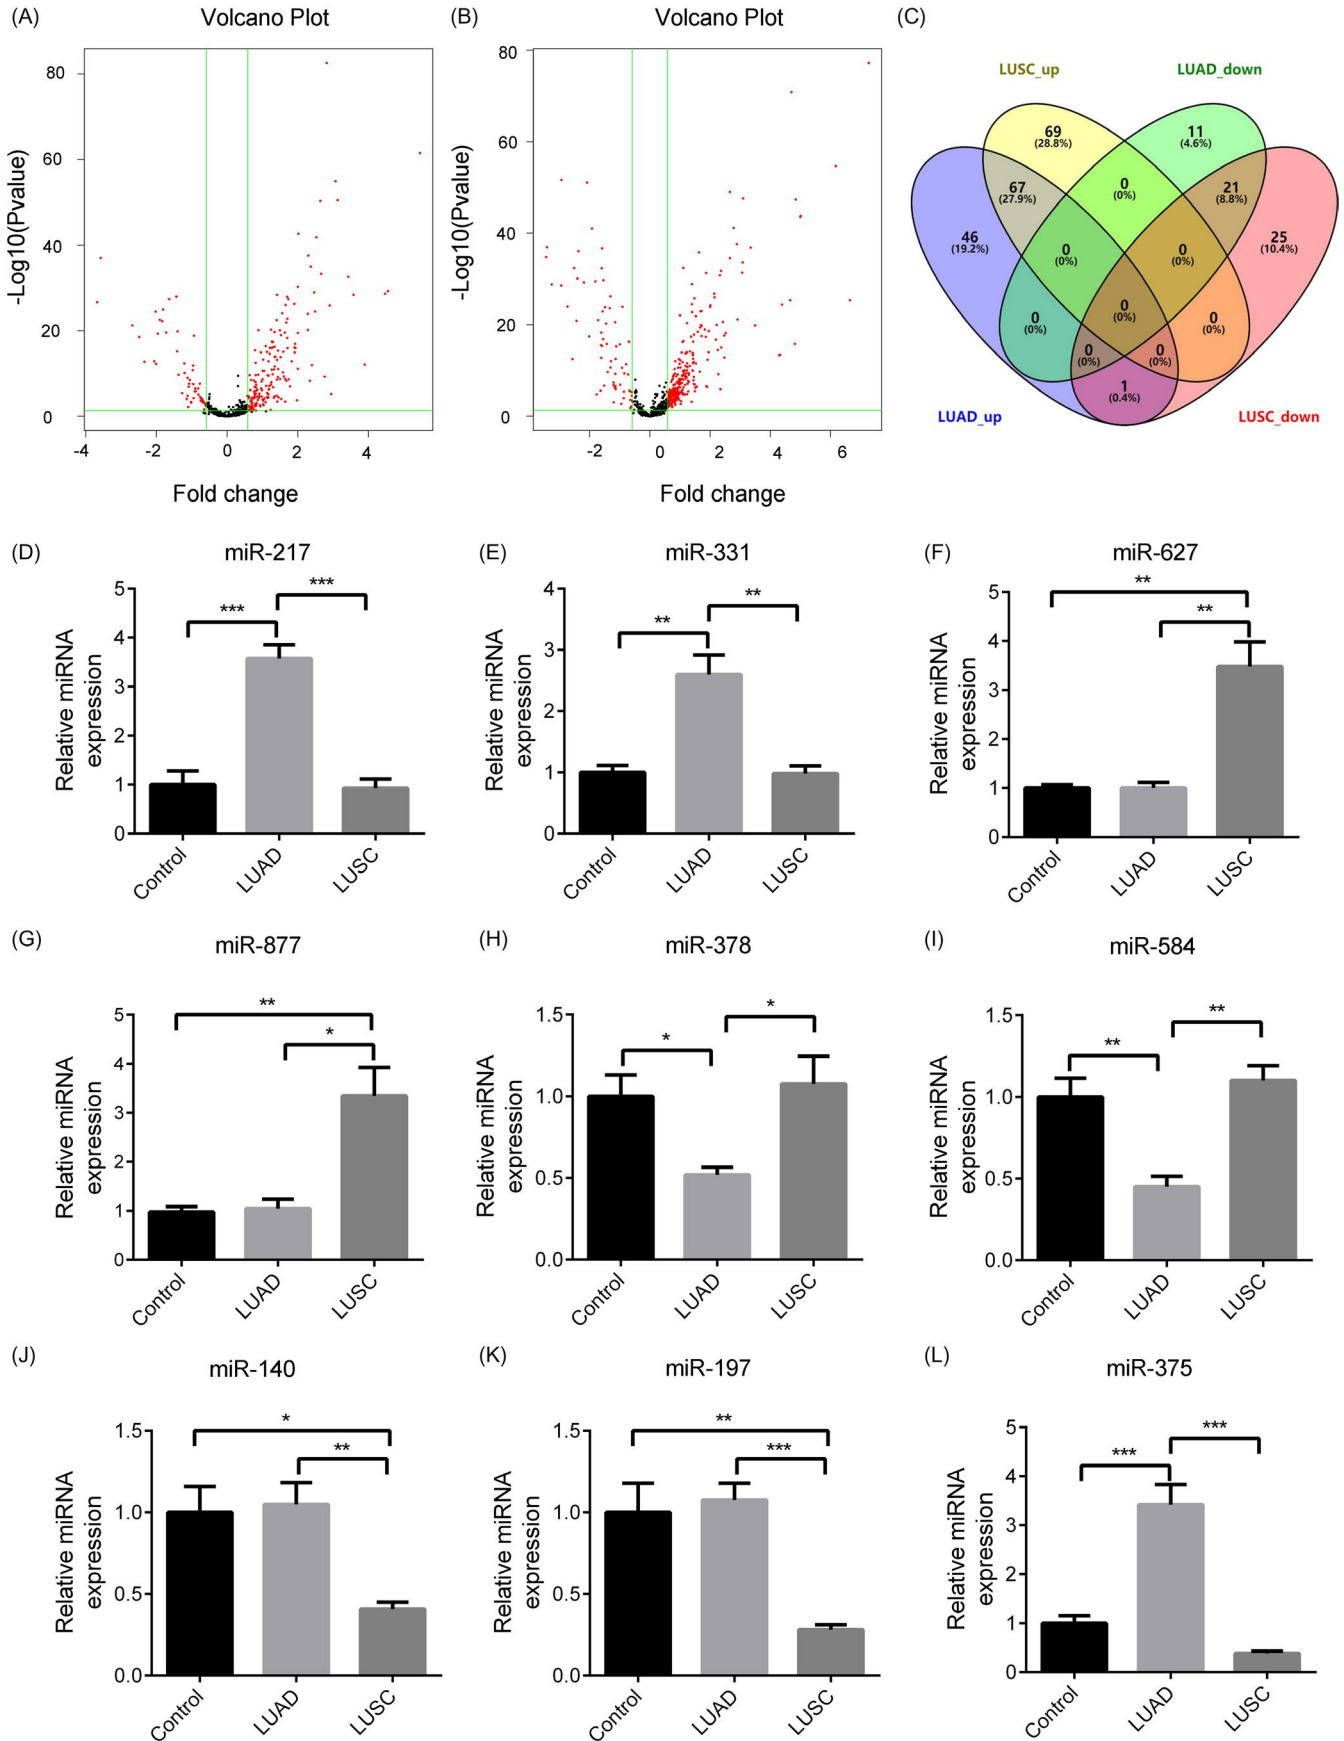 (A)
Volcano Plot
80
60
40
20
0
-Log10(Pvalue)
-4
-2
0
2
4
Fold change
(B)
Volcano Plot
80
60
40
20
0
-Log10(Pvalue)
-2
0
2
4
6
Fold change
(C)
LUSC_up
LUAD_down
69
(28.8%)
11
(4.6%)
67
(27.9%)
0
(0%)
21
(8.8%)
46
(19.2%)
0
(0%)
0
(0%)
25
(10.4%)
0
(0%)
0
(0%)
0
(0%)
0
(0%)
0
(0%)
1
(0.4%)
LUAD_up
LUSC_down
(D)
miR-217
***
***
5
4
3
2
1
0
Relative miRNA
expression
Control
LUAD
LUSC
(E)
miR-331
**
**
4
3
2
1
0
Relative miRNA
expression
Control
LUAD
LUSC
(F)
miR-627
**
**
5
4
3
2
1
0
Relative miRNA
expression
Control
LUAD
LUSC
(G)
miR-877
**
*
5
4
3
2
1
0
Relative miRNA
expression
Control
LUAD
LUSC
(H)
miR-378
*
*
1.5
1.0
0.5
0.0
Relative miRNA
expression
Control
LUAD
LUSC
(I)
miR-584
**
**
1.5
1.0
0.5
0.0
Relative miRNA
expression
Control
LUAD
LUSC
(J)
miR-140
*
**
1.5
1.0
0.5
0.0
Relative miRNA
expression
Control
LUAD
LUSC
(K)
miR-197
**
***
1.5
1.0
0.5
0.0
Relative miRNA
expression
Control
LUAD
LUSC
(L)
miR-375
***
***
5
4
3
2
1
0
Relative miRNA
expression
Control
LUAD
LUSC